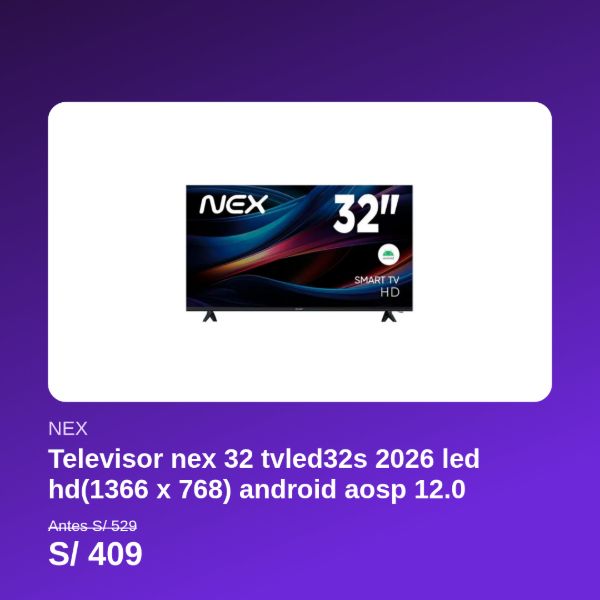 NEX
32"
android
SMART TV
HD
NEX
Televisor nex 32 tvled32s 2026 led
hd(1366 x 768) android aosp 12.0
Antes S/ 529
S/ 409